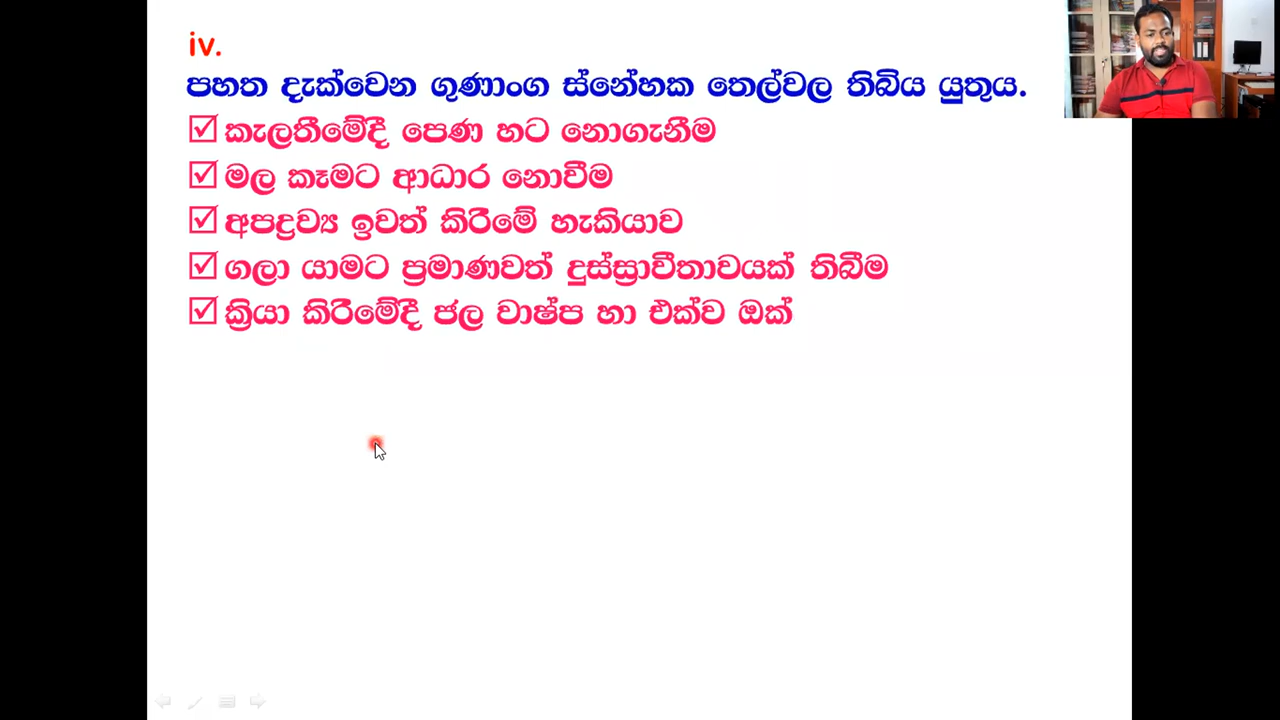 iv.
පහත දැක්වෙන ගුණාංග ස්නේහක තෙල්වල තිබිය යුතුය.
☑ කැලතීමේදී පෙණ හට නොගැනීම
☑ මල කෑමට ආධාර නොවීම
☑ අපද්‍රව්‍ය ඉවත් කිරීමේ හැකියාව
☑ ගලා යාමට ප්‍රමාණවත් දුස්ස්‍රාවීතාවයක් තිබීම
☑ ක්‍රියා කිරීමේදී ජල වාෂ්ප හා එක්ව ඔක්